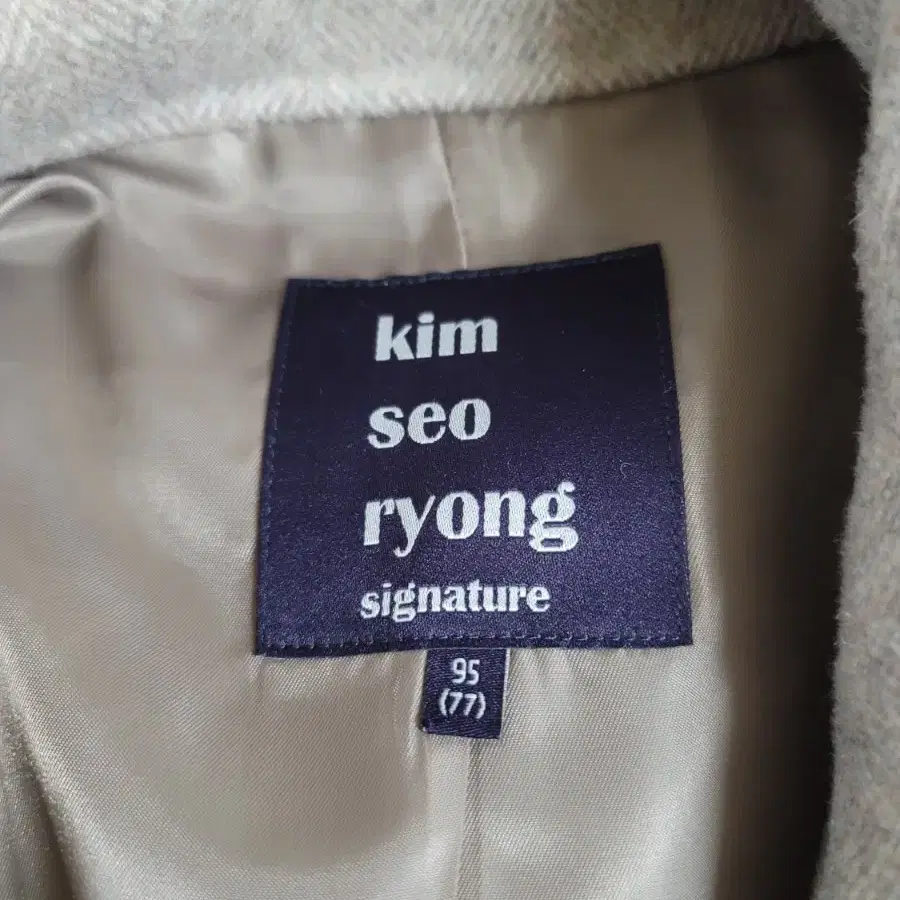 kim
seo
ryong
signature
95
(77)